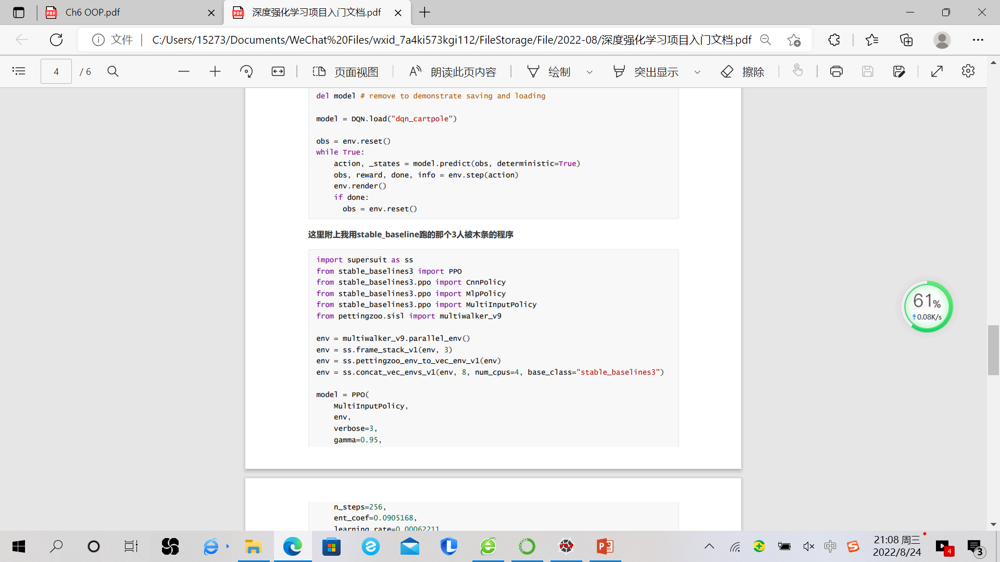 Ch6 OOP.pdf
深度强化学习项目入门文档.pdf
文件
C:/Users/15273/Documents/WeChat%20Files/wxid_7a4ki573kgi112/FileStorage/File/2022-08/深度强化学习项目入门文档.pdf
4 / 6
页面视图
朗读此页内容
绘制
突出显示
擦除
del model # remove to demonstrate saving and loading
model = DQN.load("dqn_cartpole")
obs = env.reset()
while True:
action, _states = model.predict(obs, deterministic=True)
obs, reward, done, info = env.step(action)
env.render()
if done:
obs = env.reset()
这里附上我用stable_baseline跑的那个3人被木条的程序
import supersuit as ss
from stable_baselines3 import PPO
from stable_baselines3.ppo import CnnPolicy
from stable_baselines3.ppo import MlpPolicy
from stable_baselines3.ppo import MultiInputPolicy
from pettingzoo.sisl import multiwalker_v9
env = multiwalker_v9.parallel_env()
env = ss.frame_stack_v1(env, 3)
env = ss.pettingzoo_env_to_vec_env_v1(env)
env = ss.concat_vec_envs_v1(env, 8, num_cpus=4, base_class="stable_baselines3")
model = PPO(
MultiInputPolicy,
env,
verbose=3,
gamma=0.95,
n_steps=256,
ent_coef=0.0905168,
learning_rate=0.00062211
61%
0.08K/s
中
21:08 周三
2022/8/24
4
3